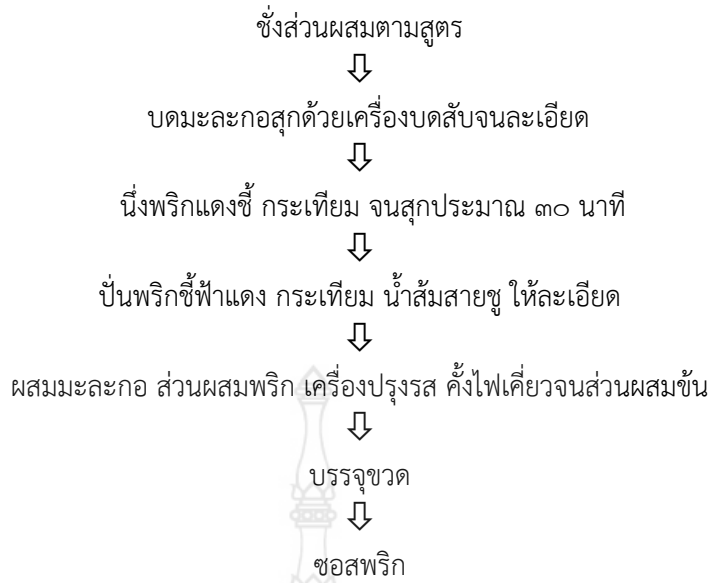 ชั่งส่วนผสมตามสูตร
⇩
บดมะละกอสุกด้วยเครื่องบดสับจนละเอียด
⇩
นึ่งพริกแดงชี้ กระเทียม จนสุกประมาณ ๓๐ นาที
⇩
ปั่นพริกชี้ฟ้าแดง กระเทียม น้ำส้มสายชู ให้ละเอียด
⇩
ผสมมะละกอ ส่วนผสมพริก เครื่องปรุงรส คั้งไฟเคี่ยวจนส่วนผสมข้น
⇩
บรรจุขวด
⇩
ซอสพริก